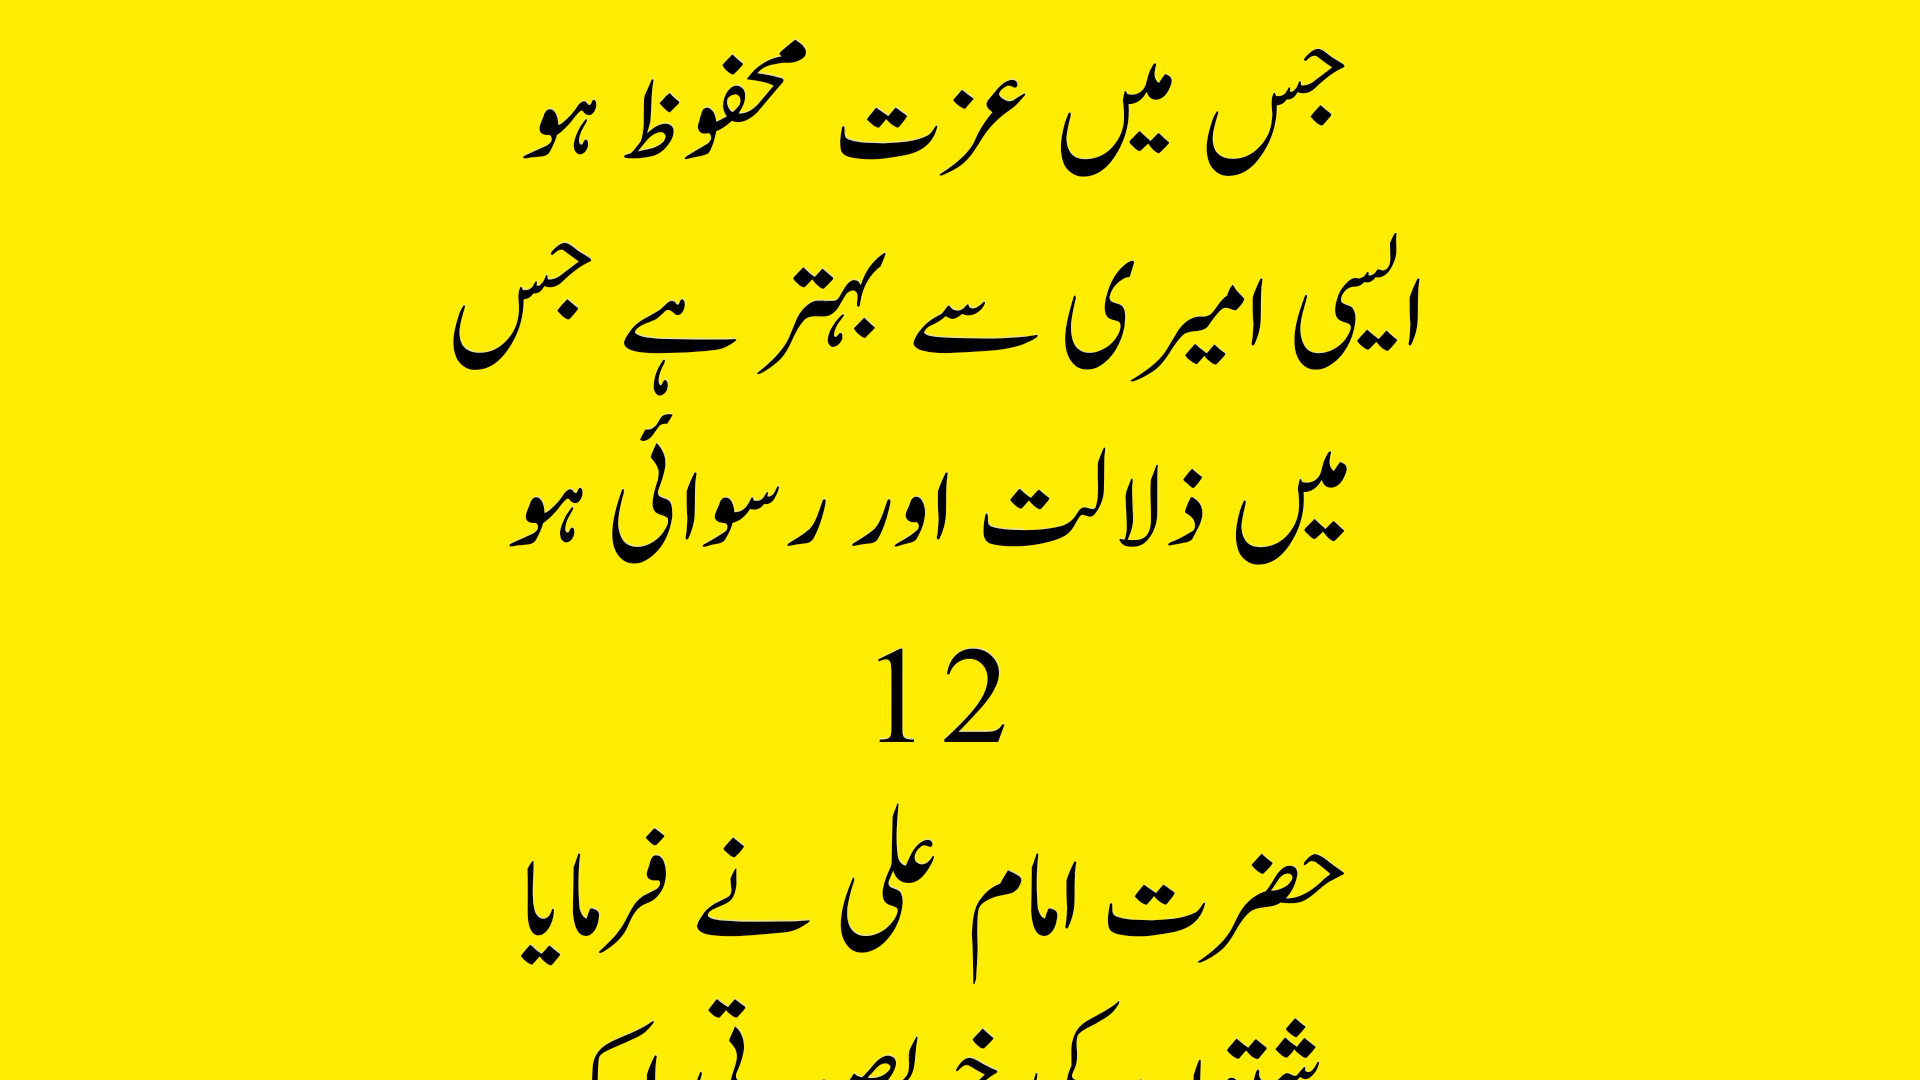 جس میں عزت محفوظ ہو
ایسی امیری سے بہتر ہے جس
میں ذلالت اور رسوائی ہو
12
حضرت امام علی نے فرمایا